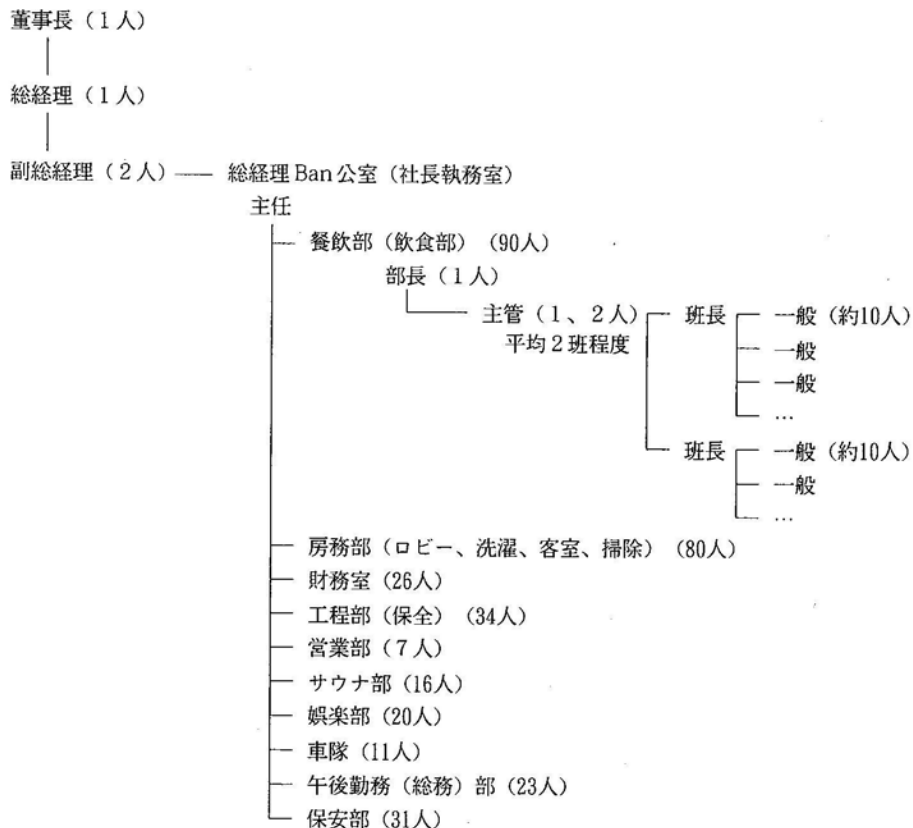 董事長（1人）
総経理（1人）
副総経理（2人） 総経理Ban公室（社長執務室）
主任
餐飲部（飲食部）（90人）
部長（1人）
主管（1、2人） 班長 一般（約10人）
平均2班程度 一般
一般
…
班長 一般（約10人）
一般
…
房務部（ロビー、洗濯、客室、掃除）（80人）
財務室（26人）
工程部（保全）（34人）
営業部（7人）
サウナ部（16人）
娯楽部（20人）
車隊（11人）
午後勤務（総務）部（23人）
保安部（31人）